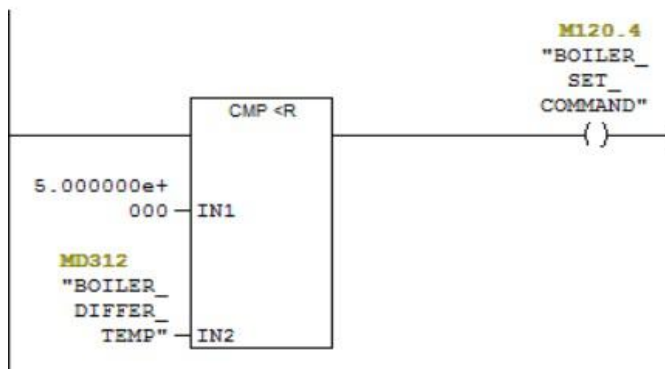 M120.4
"BOILER_
SET_
COMMAND"
CMP <R
5.000000e+
000
IN1
MD312
"BOILER_
DIFFER_
TEMP"
IN2